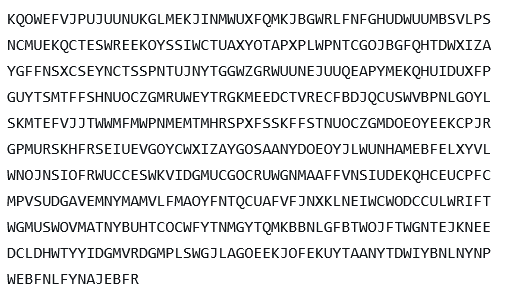 KQOWEFVJPUJUUNUKGLMEKJINMWUXFQMKJBGWRLFNFGHUDWUUMBSVLPS
NCMUEKQCTESWREEKOYSSIWCTUAXYOTAPXPLWPNTCGOJBGFQHTDWXIZA
YGFFNSXCSEYNCTSSPNTUJNYTGGWZGRWUUNEJUUQEAPYMEKQHUIDUXFP
GUYTSMTFFSHNUOCZGMRUWEYTRGKMEEDCTVRECFBDJQCUSWVBPNLGOYL
SKMTEFVJJTWWMFMWPNMEMTMHRSPXFSSKFFSTNUOCZGMDOEOYEEKCPJR
GPMURSKHFRSEIUEVGOYCWXIZAYGOSAANYDOEOYJLWUNHAMEBFELXYVL
WNOJNSIOFRWUCCESWKVIDGMUCGOCRUWGNMAAFFVNSIUDEKQHCEUCPFC
MPVSUDGAVEMNYMAMVLFMAOYFNTQCUAFVFJNXKLNEIWCWODCCULWRIFT
WGMUSWOVMATNYBUHTCOCWFYTNMGYTQMKBBNLGFBTWOJFTWGNTEJKNEE
DCLDHWTYYIDGMVRDGMPLSWGJLAGOEEKJOFEKUYTAANYTDWIYBNLNYNP
WEBFNLFYNAJEBFR